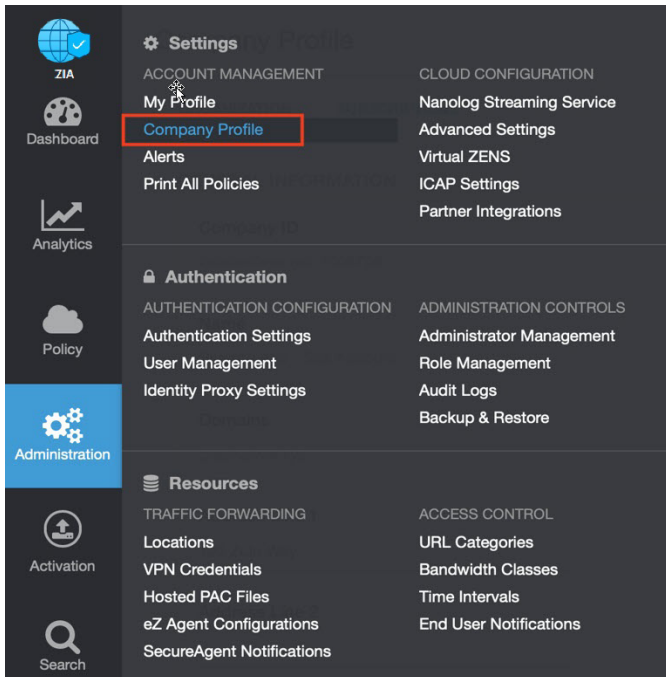 ZIA
Dashboard
Analytics
Policy
Administration
Activation
Search
Settings
ACCOUNT MANAGEMENT
My Profile
Company Profile
Alerts
Print All Policies
CLOUD CONFIGURATION
Nanolog Streaming Service
Advanced Settings
Virtual ZENS
ICAP Settings
Partner Integrations
Authentication
AUTHENTICATION CONFIGURATION
Authentication Settings
User Management
Identity Proxy Settings
ADMINISTRATION CONTROLS
Administrator Management
Role Management
Audit Logs
Backup & Restore
Resources
TRAFFIC FORWARDING
Locations
VPN Credentials
Hosted PAC Files
eZ Agent Configurations
SecureAgent Notifications
ACCESS CONTROL
URL Categories
Bandwidth Classes
Time Intervals
End User Notifications
Company ID
Domains